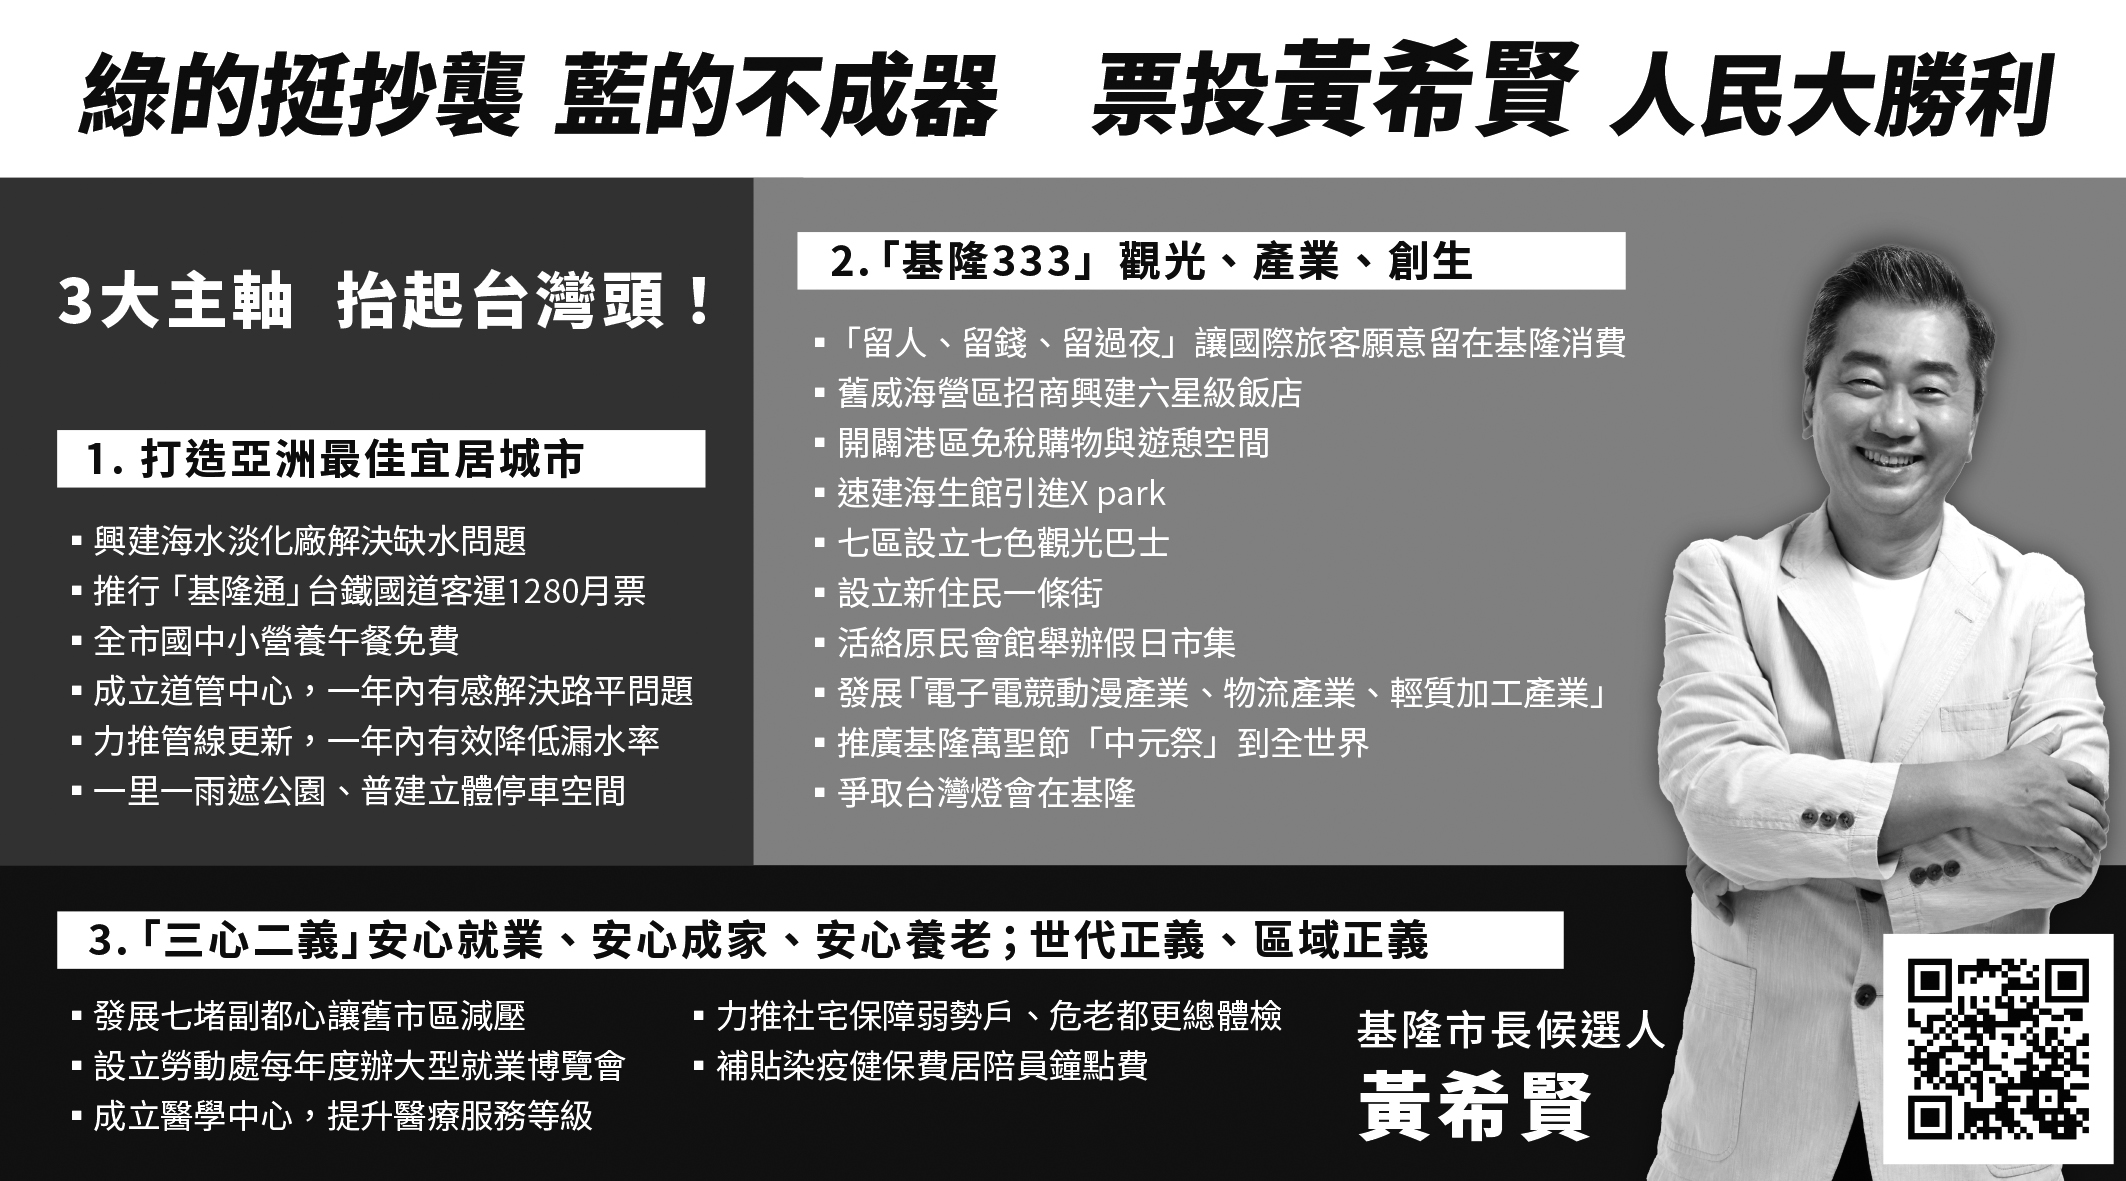 綠的挺抄襲 藍的不成器 票投黃希賢 人民大勝利
3大主軸 抬起台灣頭！
1. 打造亞洲最佳宜居城市
▪ 興建海水淡化廠解決缺水問題
▪ 推行「基隆通」台鐵國道客運1280月票
▪ 全市國中小營養午餐免費
▪ 成立道管中心，一年內有感解決路平問題
▪ 力推管線更新，一年內有效降低漏水率
▪ 一里一雨遮公園、普建立體停車空間
2.「基隆333」觀光、產業、創生
▪ 「留人、留錢、留過夜」讓國際旅客願意留在基隆消費
▪ 舊威海營區招商興建六星級飯店
▪ 開闢港區免稅購物與遊憩空間
▪ 速建海生館引進X park
▪ 七區設立七色觀光巴士
▪ 設立新住民一條街
▪ 活絡原民會館舉辦假日市集
▪ 發展「電子電競動漫產業、物流產業、輕質加工產業」
▪ 推廣基隆萬聖節「中元祭」到全世界
▪ 爭取台灣燈會在基隆
3.「三心二義」安心就業、安心成家、安心養老；世代正義、區域正義
▪ 發展七堵副都心讓舊市區減壓
▪ 設立勞動處每年度辦大型就業博覽會
▪ 成立醫學中心，提升醫療服務等級
▪ 力推社宅保障弱勢戶、危老都更總體檢
▪ 補貼染疫健保費居陪員鐘點費
基隆市長候選人
黃希賢